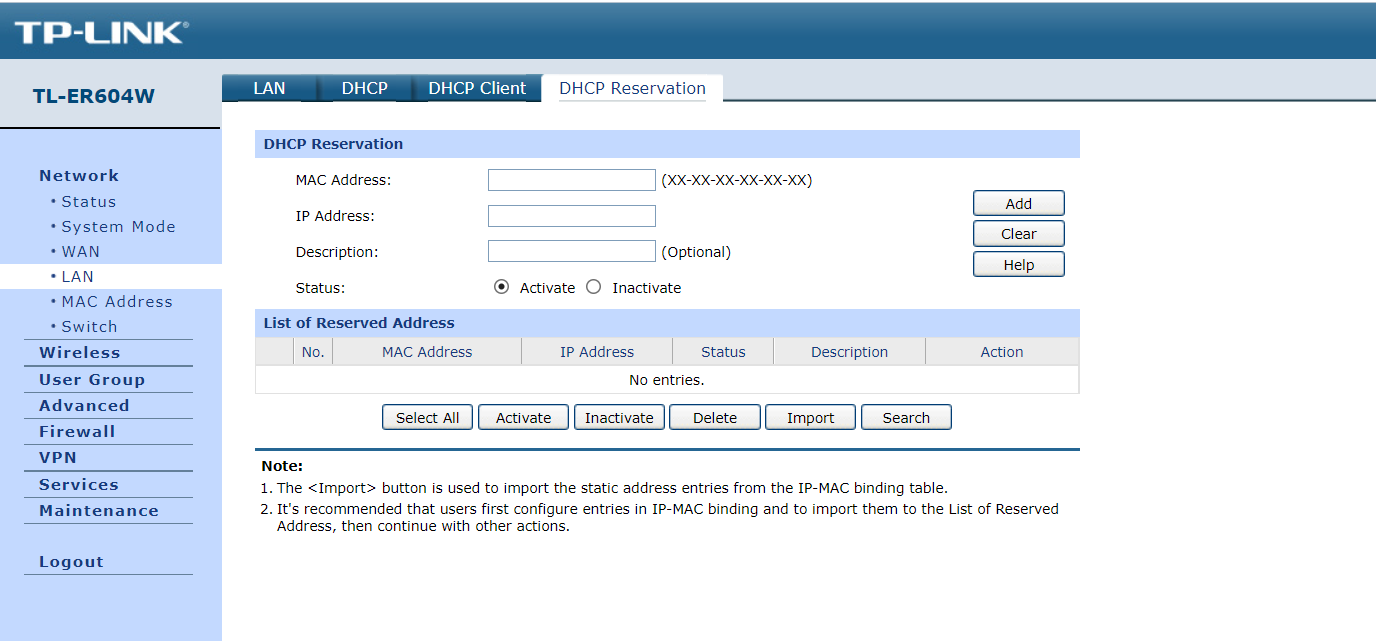 TP-LINK®
TL-ER604W
LAN DHCP DHCP Client DHCP Reservation
Network
• Status
• System Mode
• WAN
• LAN
• MAC Address
• Switch
Wireless
User Group
Advanced
Firewall
VPN
Services
Maintenance
Logout
DHCP Reservation
MAC Address: (XX-XX-XX-XX-XX-XX)
IP Address:
Description: (Optional)
Status: Activate Inactivate
Add
Clear
Help
List of Reserved Address
No. MAC Address IP Address Status Description Action
No entries.
Select All Activate Inactivate Delete Import Search
Note:
1. The <Import> button is used to import the static address entries from the IP-MAC binding table.
2. It's recommended that users first configure entries in IP-MAC binding and to import them to the List of Reserved
Address, then continue with other actions.